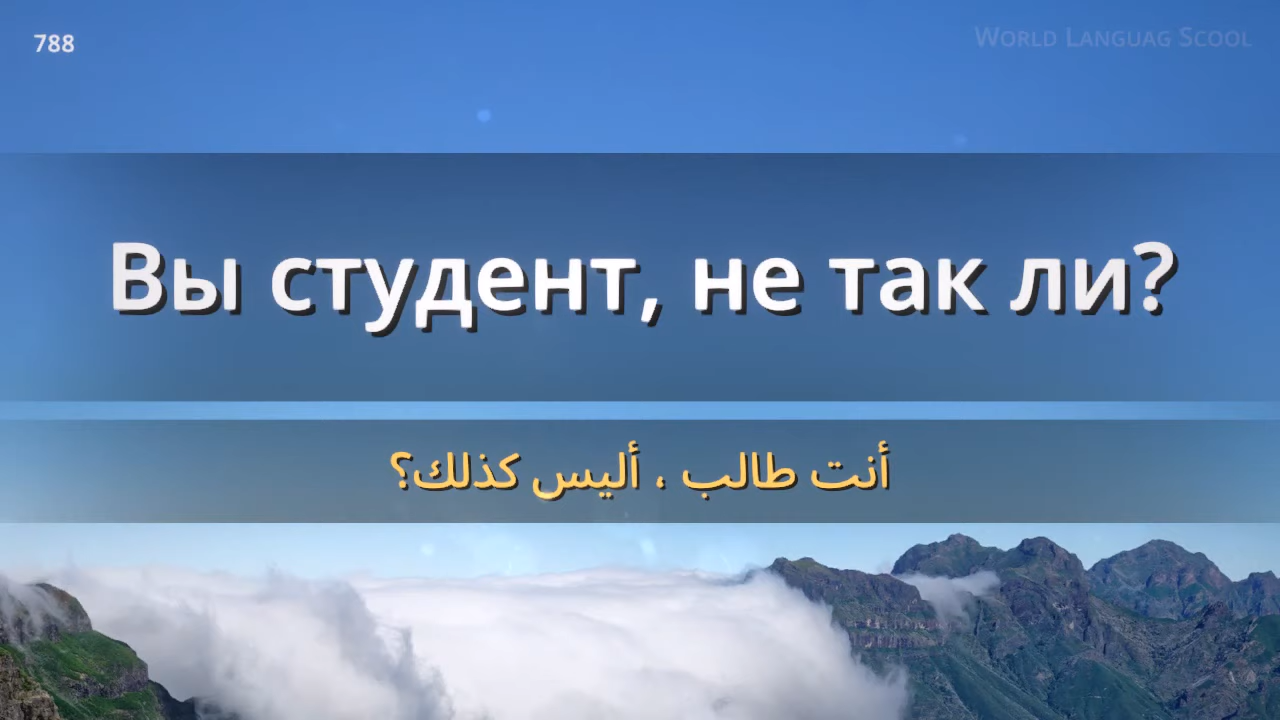 788
World Languag Scool
Вы студент, не так ли?
أنت طالب ، أليس كذلك؟